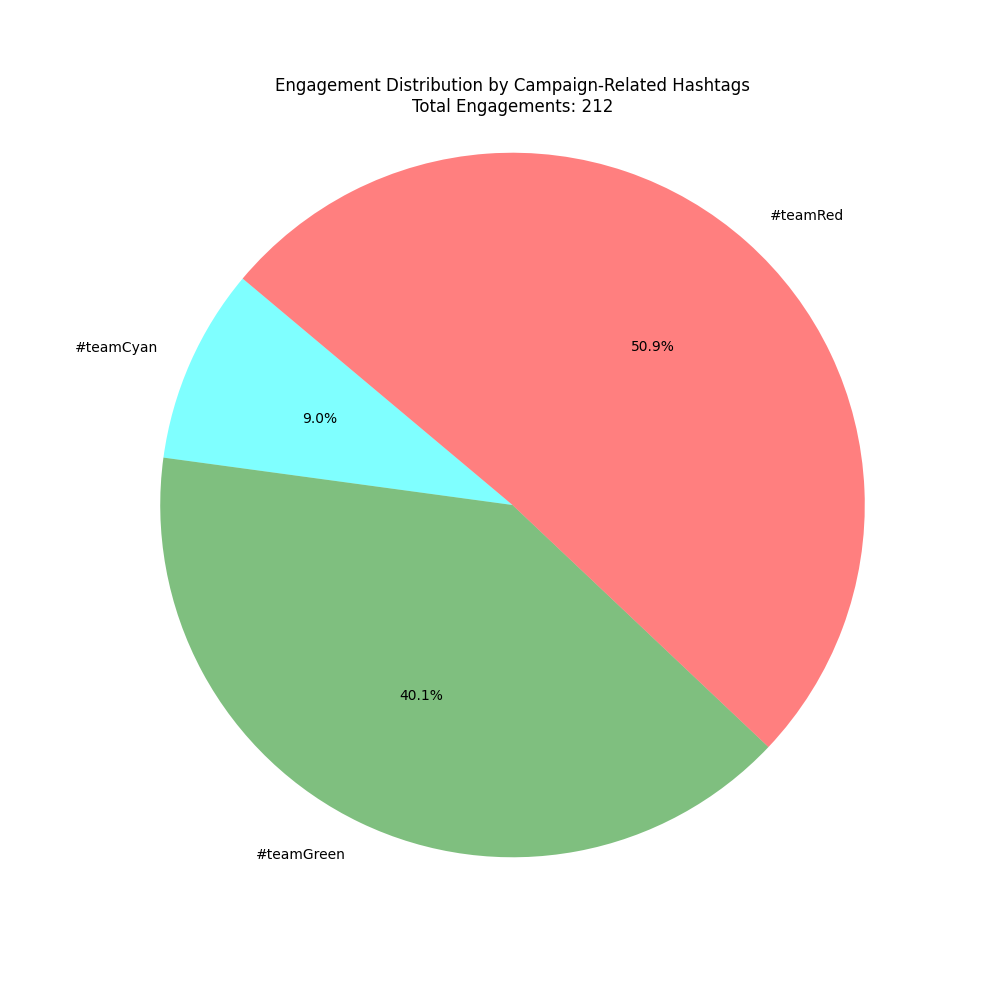 Engagement Distribution by Campaign-Related Hashtags
Total Engagements: 212
#teamRed
50.9%
#teamCyan
9.0%
40.1%
#teamGreen